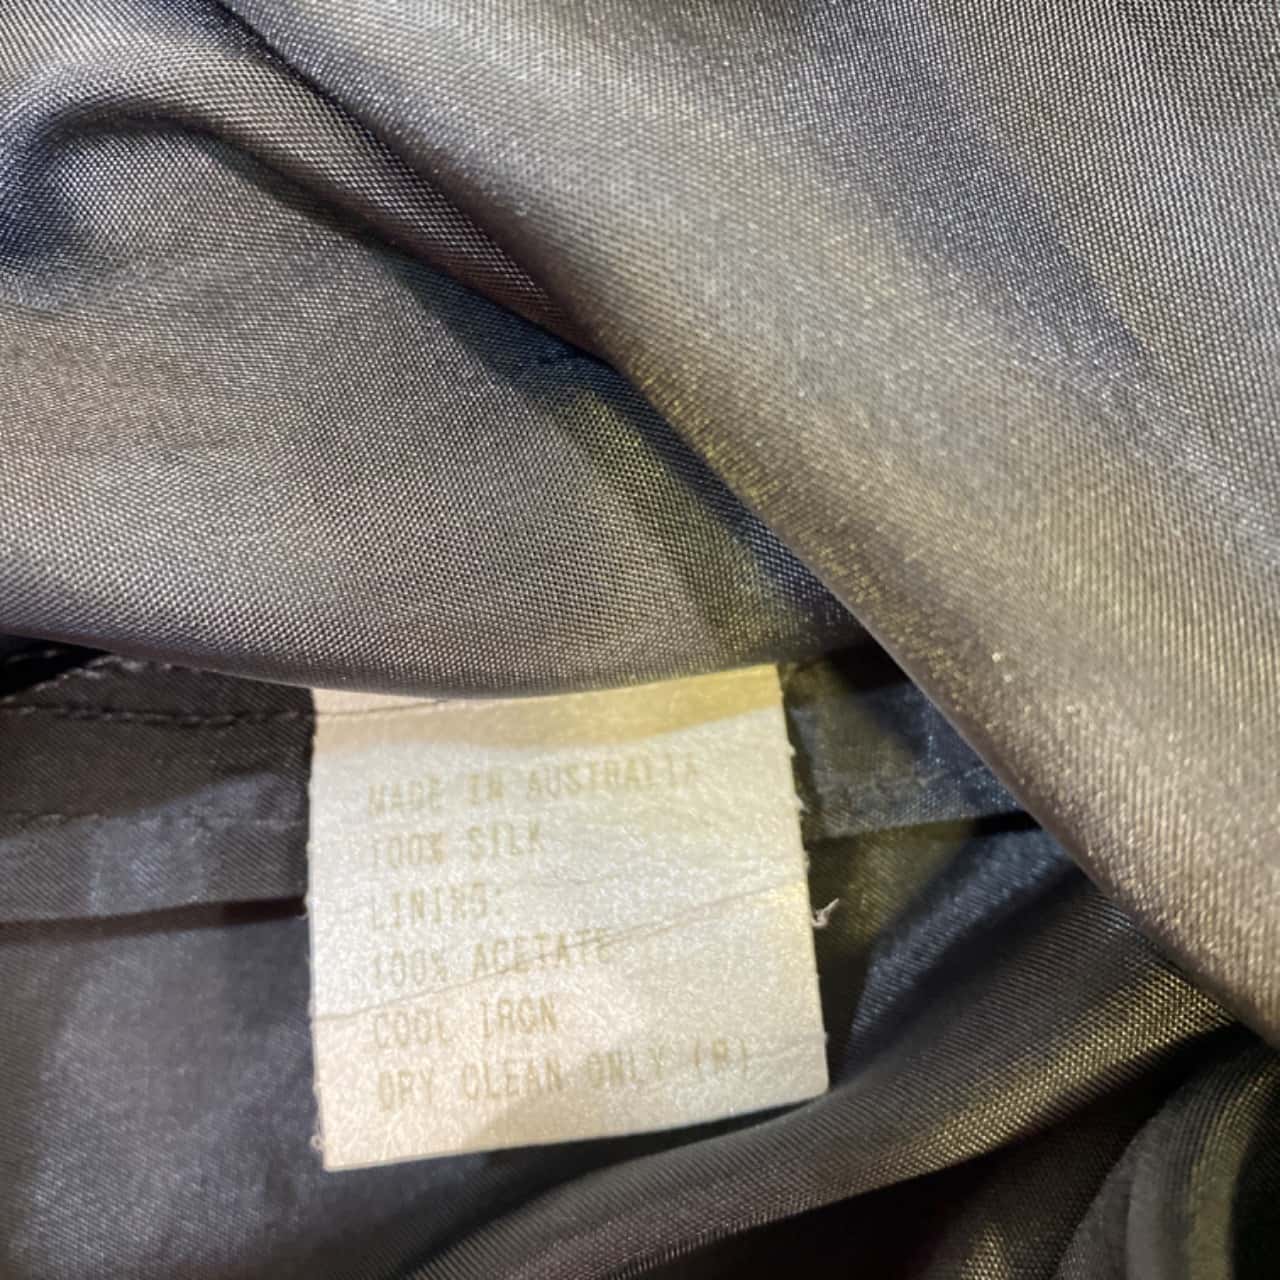 MADE IN AUSTRALIA
100% SILK
LINING:
100% ACETATE
COOL IRON
DRY CLEAN ONLY (R)